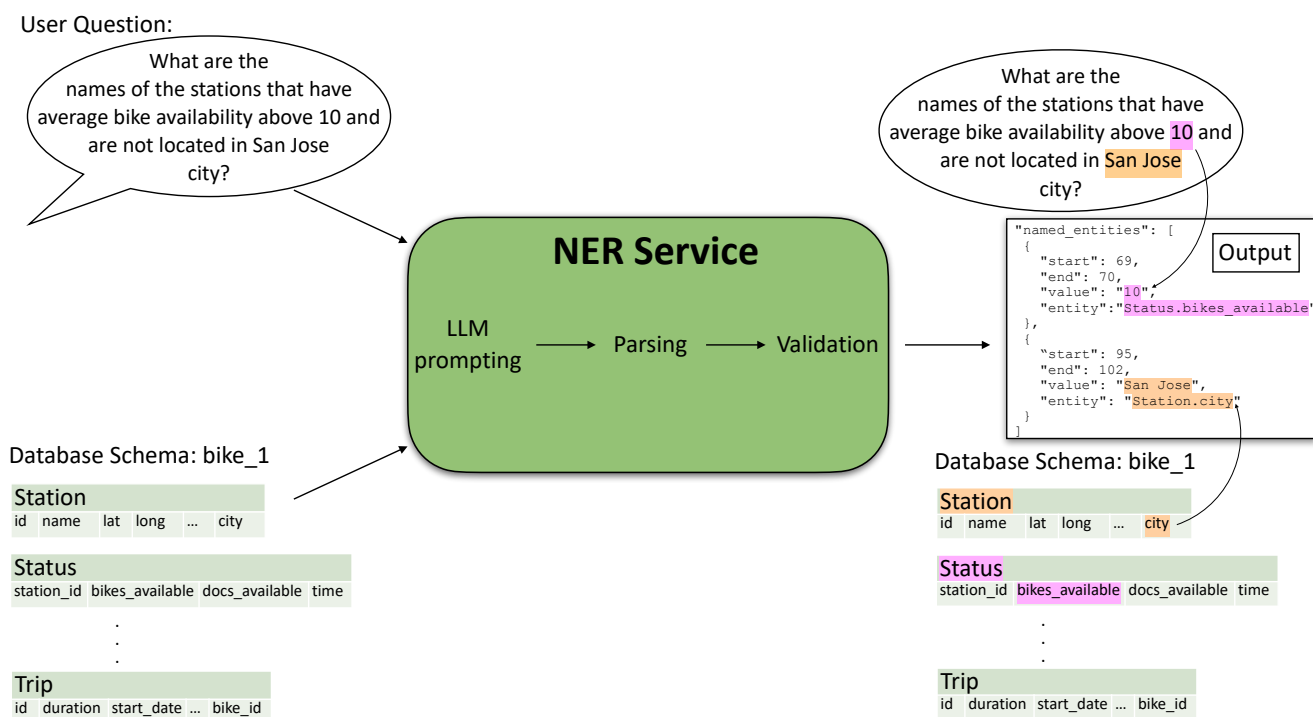 User Question:
What are the
names of the stations that have
average bike availability above 10 and
are not located in San Jose
city?
Database Schema: bike_1
Station
id name lat long ... city
Status
station_id bikes_available docs_available time
.
.
.
Trip
id duration start_date ... bike_id
NER Service
LLM
prompting
Parsing
Validation
What are the
names of the stations that have
average bike availability above 10 and
are not located in San Jose
city?
Output
"named_entities": [
{
"start": 69,
"end": 70,
"value": "10",
"entity":"Status.bikes_available"
},
{
“start": 95,
"end": 102,
"value": "San Jose",
"entity": "Station.city"
}
]
Database Schema: bike_1
Station
id name lat long ... city
Status
station_id bikes_available docs_available time
.
.
.
Trip
id duration start_date ... bike_id